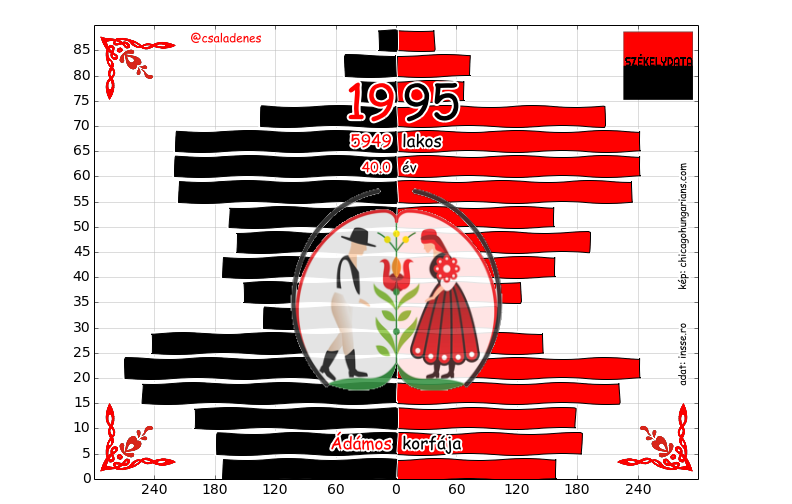 @csaladenes
SZÉKELYDATA
1995
5949 lakos
40.0 év
kép: chicagohungarians.com
adat: insse.ro
Ádámos korfája
85
80
75
70
65
60
55
50
45
40
35
30
25
20
15
10
5
0
240 180 120 60 0 60 120 180 240